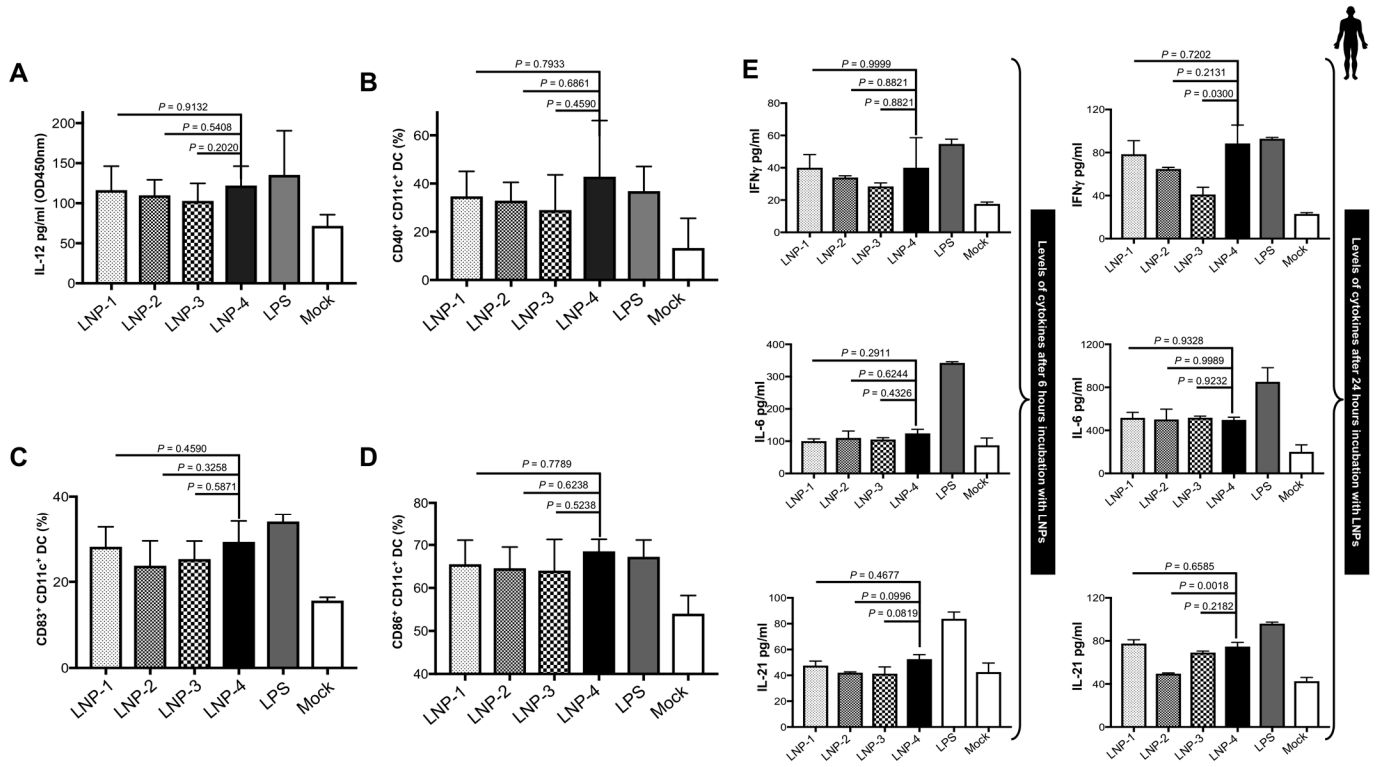 A
P = 0.9132
P = 0.5408
P = 0.2020
IL-12 pg/ml (OD450nm)
200
150
100
50
0
LNP-1
LNP-2
LNP-3
LNP-4
LPS
Mock
B
P = 0.7933
P = 0.6861
P = 0.4590
CD40+ CD11c+ DC (%)
60
40
20
0
LNP-1
LNP-2
LNP-3
LNP-4
LPS
Mock
C
P = 0.4590
P = 0.3258
P = 0.5871
CD83+ CD11c+ DC (%)
40
20
0
LNP-1
LNP-2
LNP-3
LNP-4
LPS
Mock
D
P = 0.7789
P = 0.6238
P = 0.5238
CD86+ CD11c+ DC (%)
80
70
60
50
40
LNP-1
LNP-2
LNP-3
LNP-4
LPS
Mock
E
P = 0.9999
P = 0.8821
P = 0.8821
IFNγ pg/ml
80
60
40
20
0
LNP-1
LNP-2
LNP-3
LNP-4
LPS
Mock
P = 0.2911
P = 0.6244
P = 0.4326
IL-6 pg/ml
400
300
200
100
0
LNP-1
LNP-2
LNP-3
LNP-4
LPS
Mock
P = 0.4677
P = 0.0996
P = 0.0819
IL-21 pg/ml
100
80
60
40
20
0
LNP-1
LNP-2
LNP-3
LNP-4
LPS
Mock
Levels of cytokines after 6 hours incubation with LNPs
P = 0.7202
P = 0.2131
P = 0.0300
IFNγ pg/ml
120
80
40
0
LNP-1
LNP-2
LNP-3
LNP-4
LPS
Mock
P = 0.9328
P = 0.9989
P = 0.9232
IL-6 pg/ml
1200
800
400
0
LNP-1
LNP-2
LNP-3
LNP-4
LPS
Mock
P = 0.6585
P = 0.0018
P = 0.2182
IL-21 pg/ml
120
80
40
0
LNP-1
LNP-2
LNP-3
LNP-4
LPS
Mock
Levels of cytokines after 24 hours incubation with LNPs